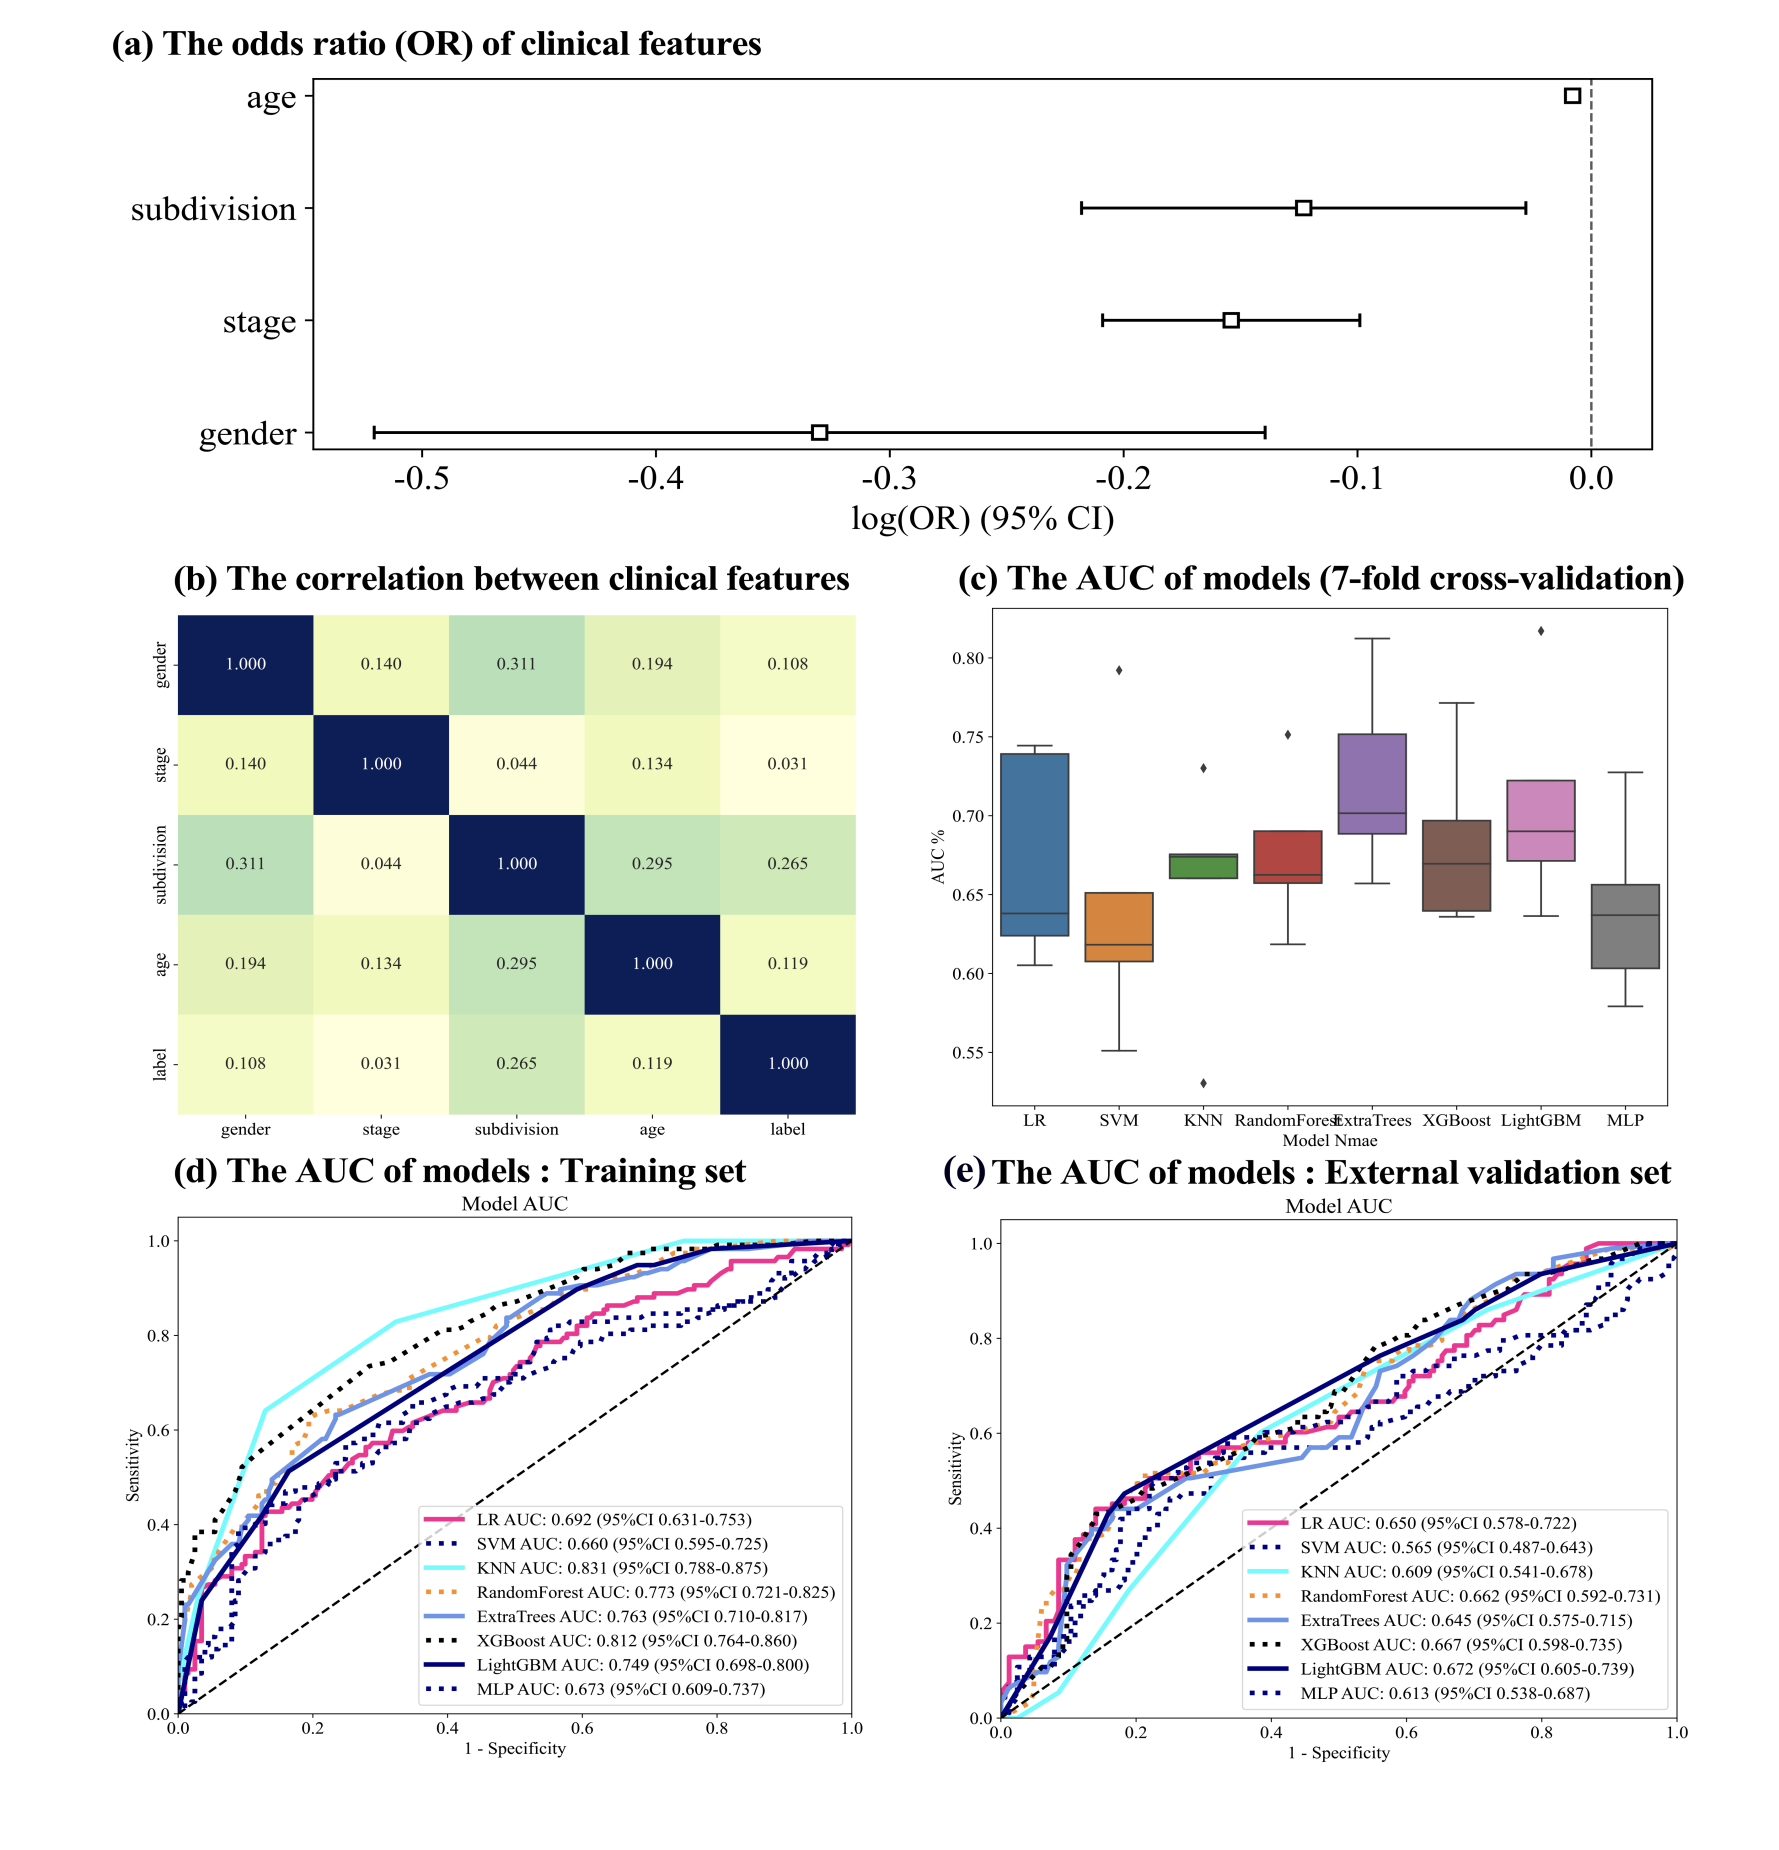 (a) The odds ratio (OR) of clinical features
age
subdivision
stage
gender
-0.5 -0.4 -0.3 -0.2 -0.1 0.0
log(OR) (95% CI)
(b) The correlation between clinical features
gender 1.000 0.140 0.311 0.194 0.108
stage 0.140 1.000 0.044 0.134 0.031
subdivision 0.311 0.044 1.000 0.295 0.265
age 0.194 0.134 0.295 1.000 0.119
label 0.108 0.031 0.265 0.119 1.000
gender stage subdivision age label
(c) The AUC of models (7-fold cross-validation)
0.80
0.75
0.70
0.65
0.60
0.55
AUC %
LR SVM KNN RandomForest ExtraTrees XGBoost LightGBM MLP
Model Nmae
(d) The AUC of models : Training set
Model AUC
1.0
0.8
0.6
0.4
0.2
0.0
Sensitivity
LR AUC: 0.692 (95%CI 0.631-0.753)
SVM AUC: 0.660 (95%CI 0.595-0.725)
KNN AUC: 0.831 (95%CI 0.788-0.875)
RandomForest AUC: 0.773 (95%CI 0.721-0.825)
ExtraTrees AUC: 0.763 (95%CI 0.710-0.817)
XGBoost AUC: 0.812 (95%CI 0.764-0.860)
LightGBM AUC: 0.749 (95%CI 0.698-0.800)
MLP AUC: 0.673 (95%CI 0.609-0.737)
0.0 0.2 0.4 0.6 0.8 1.0
1 - Specificity
(e) The AUC of models : External validation set
Model AUC
1.0
0.8
0.6
0.4
0.2
0.0
Sensitivity
LR AUC: 0.650 (95%CI 0.578-0.722)
SVM AUC: 0.565 (95%CI 0.487-0.643)
KNN AUC: 0.609 (95%CI 0.541-0.678)
RandomForest AUC: 0.662 (95%CI 0.592-0.731)
ExtraTrees AUC: 0.645 (95%CI 0.575-0.715)
XGBoost AUC: 0.667 (95%CI 0.598-0.735)
LightGBM AUC: 0.672 (95%CI 0.605-0.739)
MLP AUC: 0.613 (95%CI 0.538-0.687)
0.0 0.2 0.4 0.6 0.8 1.0
1 - Specificity